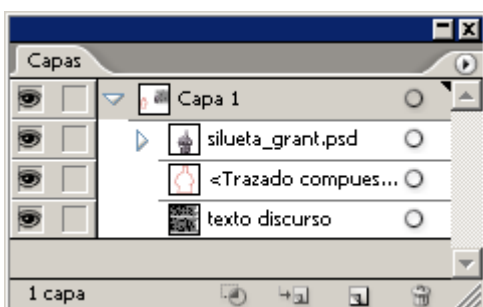 Capas
Capa 1
silueta_grant.psd
<Trazado compues...
texto discurso
1 capa